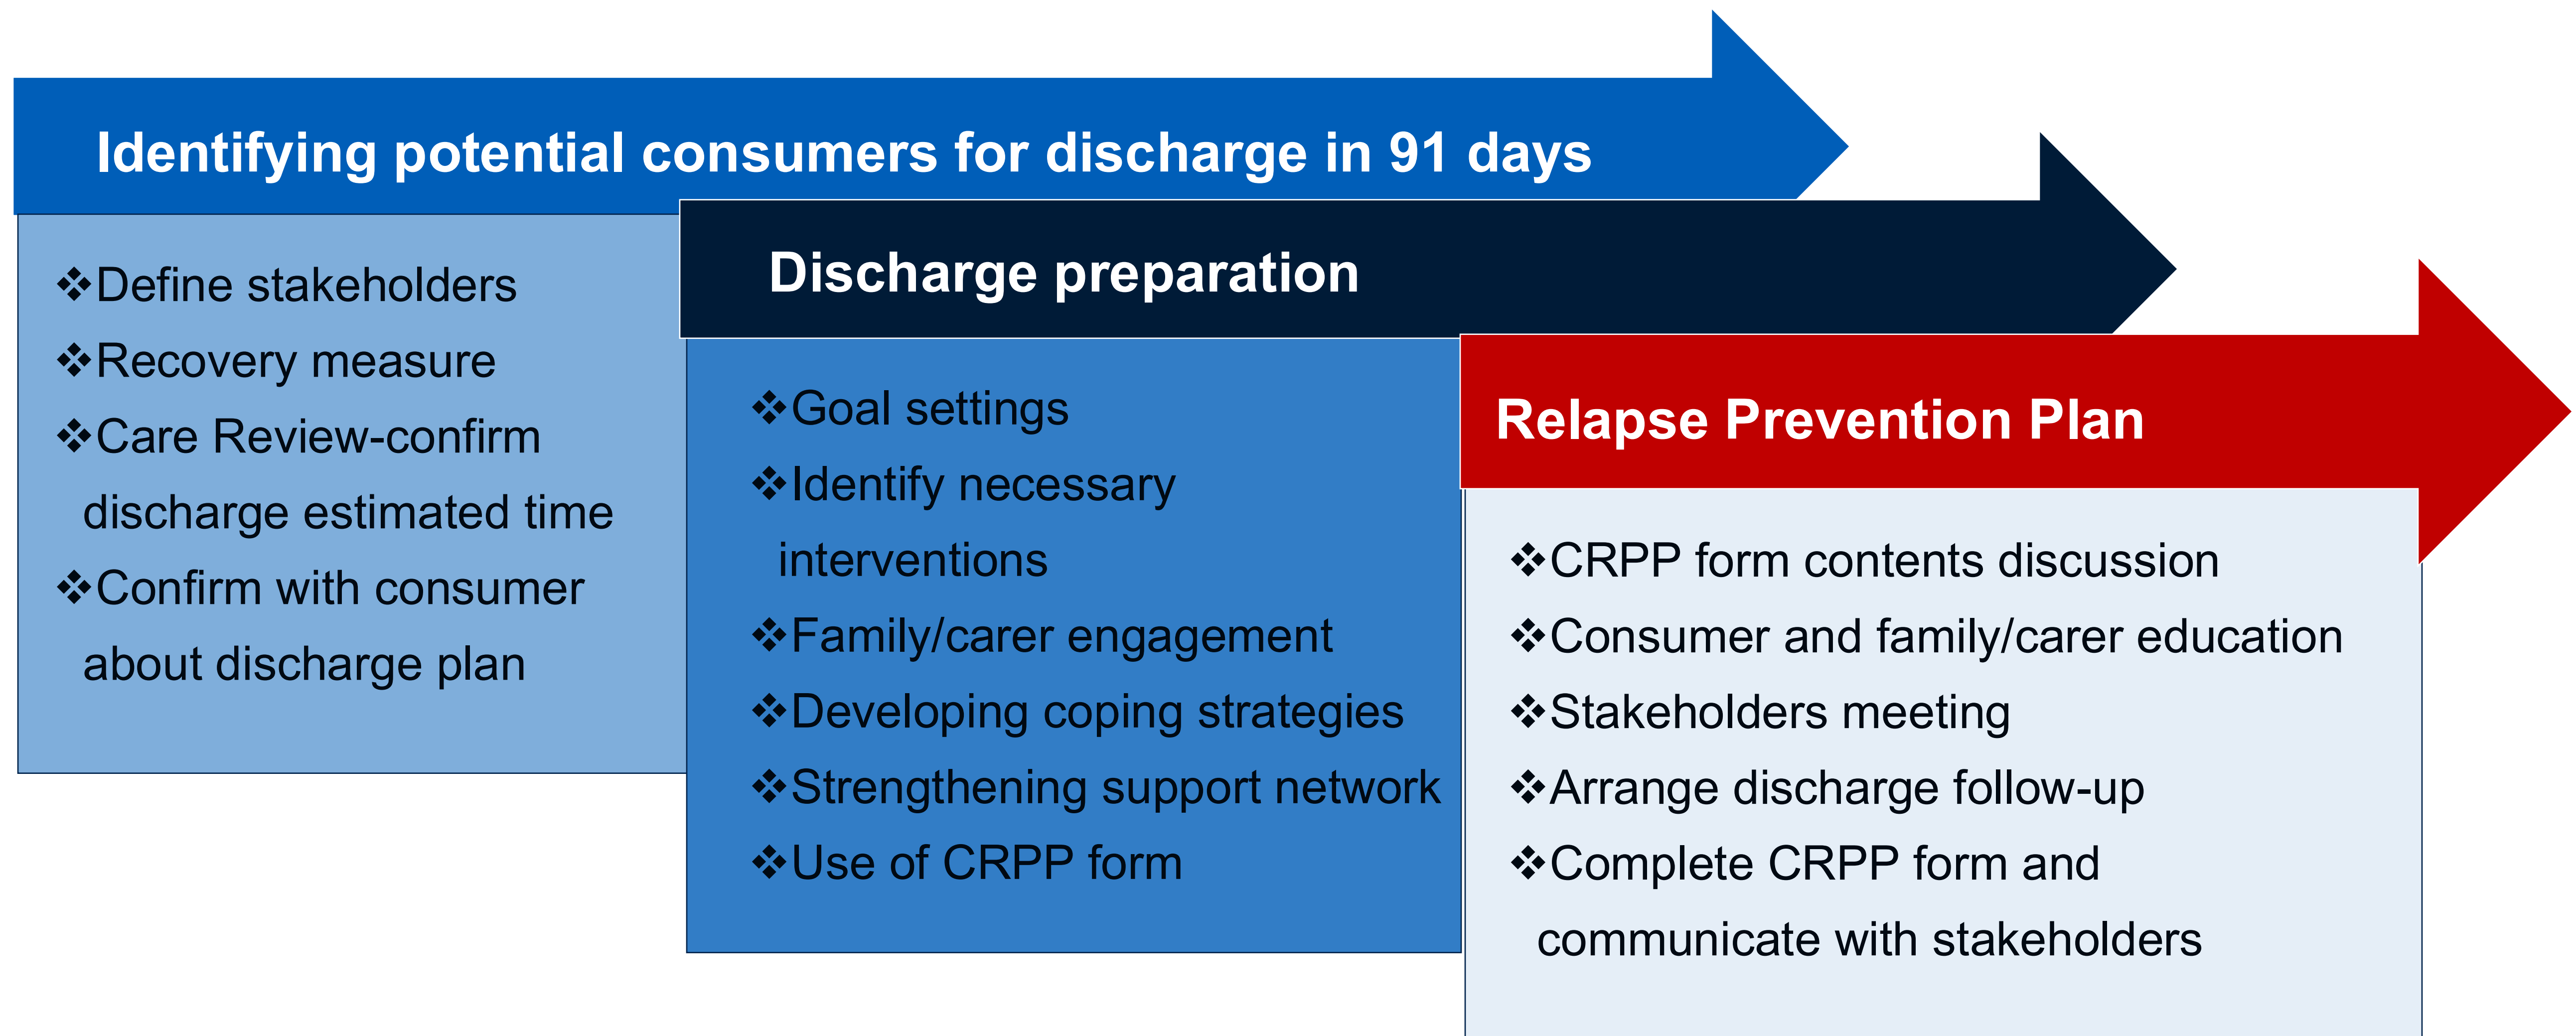 Identifying potential consumers for discharge in 91 days
❖Define stakeholders
❖Recovery measure
❖Care Review-confirm
discharge estimated time
❖Confirm with consumer
about discharge plan
Discharge preparation
❖Goal settings
❖Identify necessary
interventions
❖Family/carer engagement
❖Developing coping strategies
❖Strengthening support network
❖Use of CRPP form
Relapse Prevention Plan
❖CRPP form contents discussion
❖Consumer and family/carer education
❖Stakeholders meeting
❖Arrange discharge follow-up
❖Complete CRPP form and
communicate with stakeholders